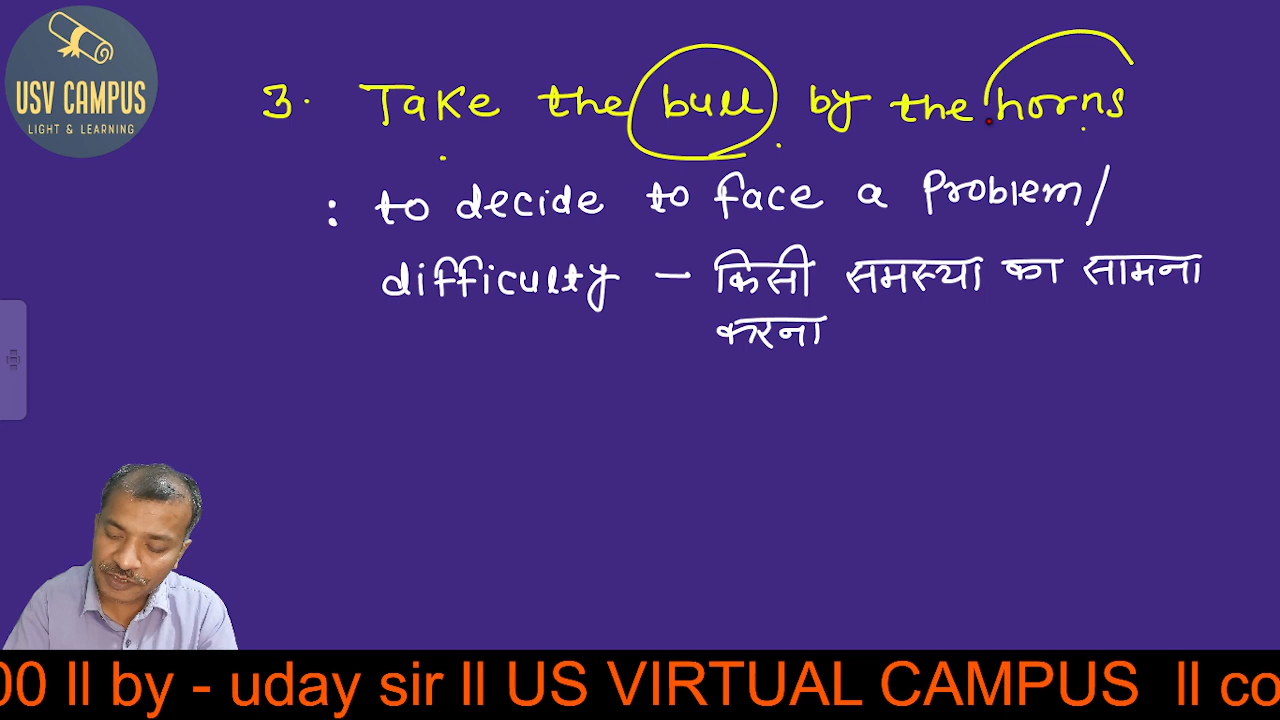 USV CAMPUS
LIGHT & LEARNING
3. Take the bull by the horns
: to decide to face a problem/
difficulty – किसी समस्या का सामना
करना
00 ll by - uday sir ll US VIRTUAL CAMPUS ll co